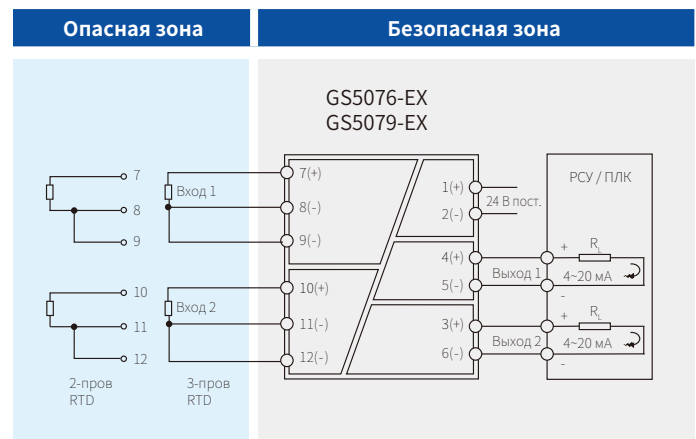 Опасная зона
Безопасная зона
GS5076-EX
GS5079-EX
7
8
9
Вход 1
7(+)
8(-)
9(-)
10
11
12
Вход 2
10(+)
11(-)
12(-)
2-пров
RTD
3-пров
RTD
1(+)
2(-)
24 В пост.
4(+)
5(-)
Выход 1
3(+)
6(-)
Выход 2
РСУ / ПЛК
+ RL
4~20 мА
-
+ RL
4~20 мА
-